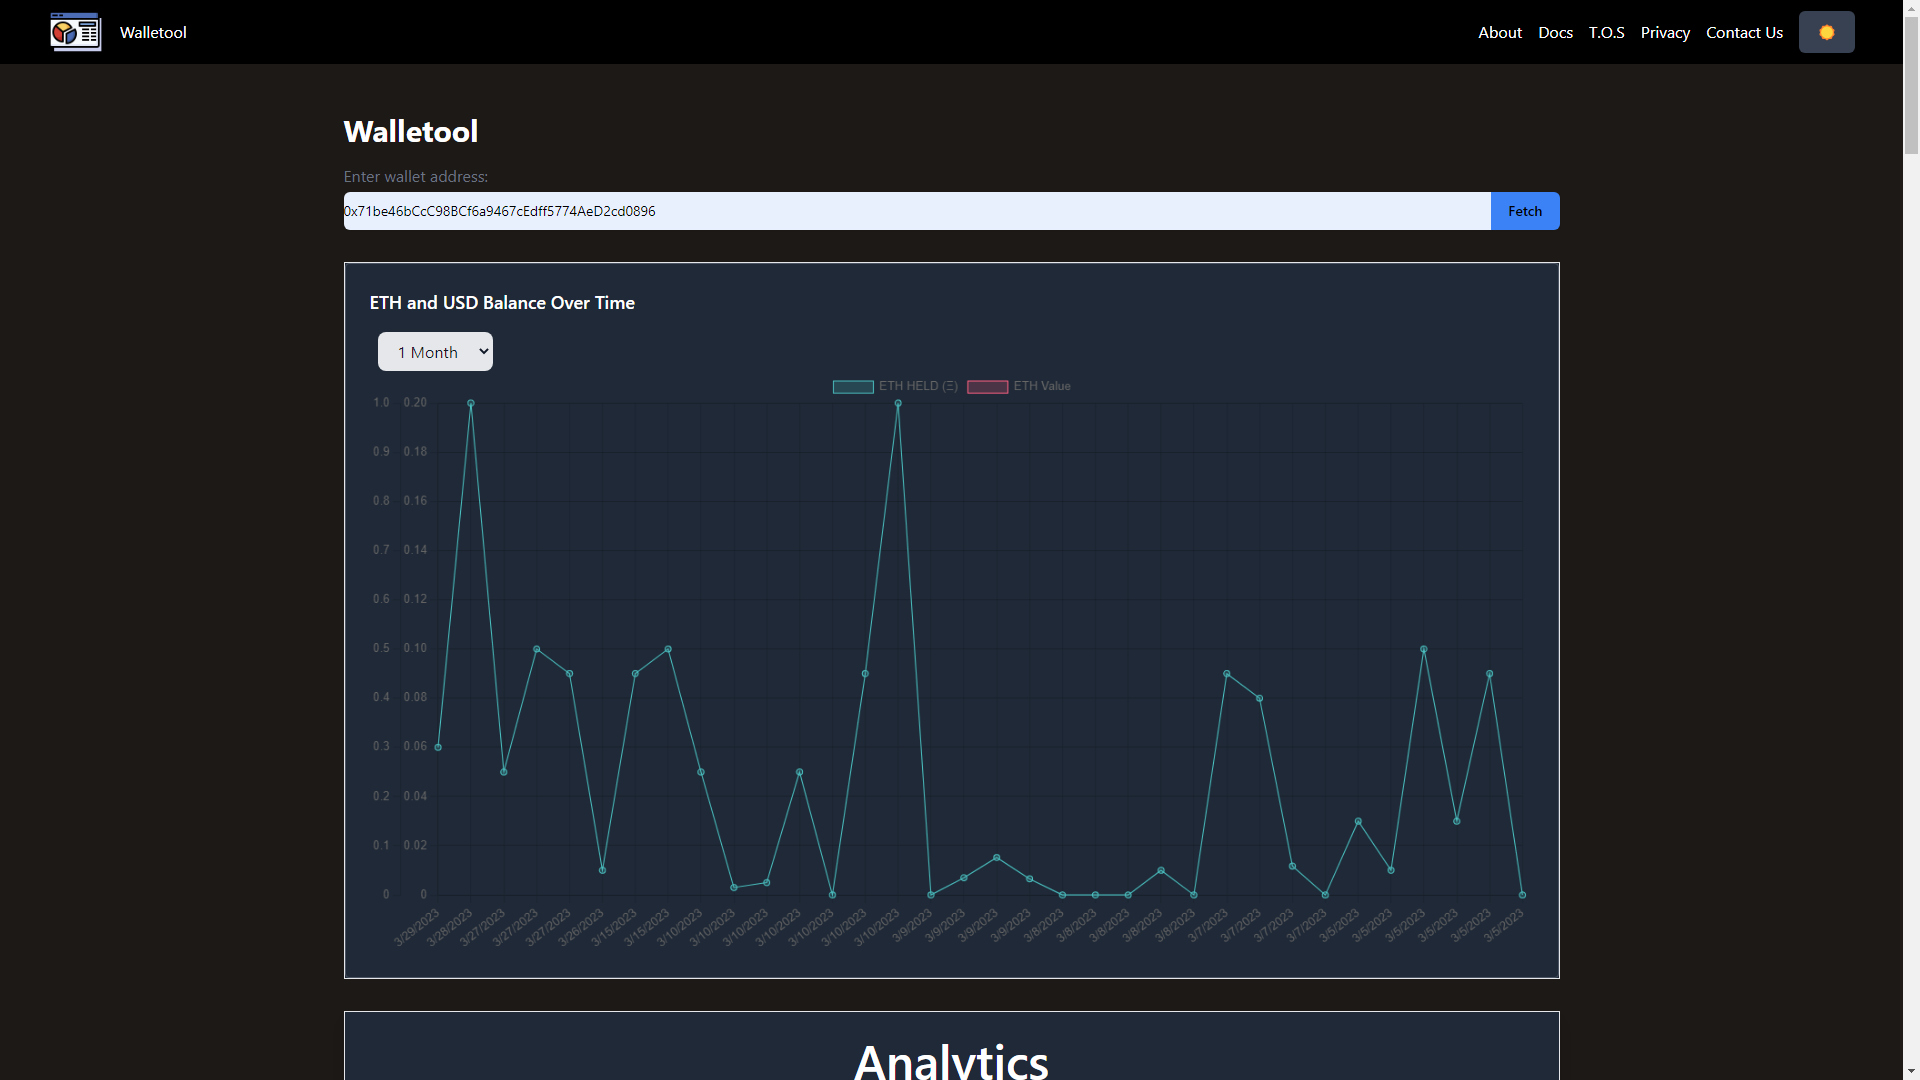 Walletool
About Docs T.O.S Privacy Contact Us
Walletool
Enter wallet address:
0x71be46bCcC98BCf6a9467cEdff5774AeD2cd0896
Fetch
ETH and USD Balance Over Time
1 Month
ETH HELD (Ξ) ETH Value
1.0 0.20
0.9 0.18
0.8 0.16
0.7 0.14
0.6 0.12
0.5 0.10
0.4 0.08
0.3 0.06
0.2 0.04
0.1 0.02
0 0
3/29/2023 3/28/2023 3/27/2023 3/27/2023 3/27/2023 3/26/2023 3/15/2023 3/15/2023 3/10/2023 3/10/2023 3/10/2023 3/10/2023 3/10/2023 3/10/2023 3/10/2023 3/9/2023 3/9/2023 3/9/2023 3/9/2023 3/8/2023 3/8/2023 3/8/2023 3/8/2023 3/8/2023 3/7/2023 3/7/2023 3/7/2023 3/7/2023 3/5/2023 3/5/2023 3/5/2023 3/5/2023 3/5/2023 3/5/2023
Analytics